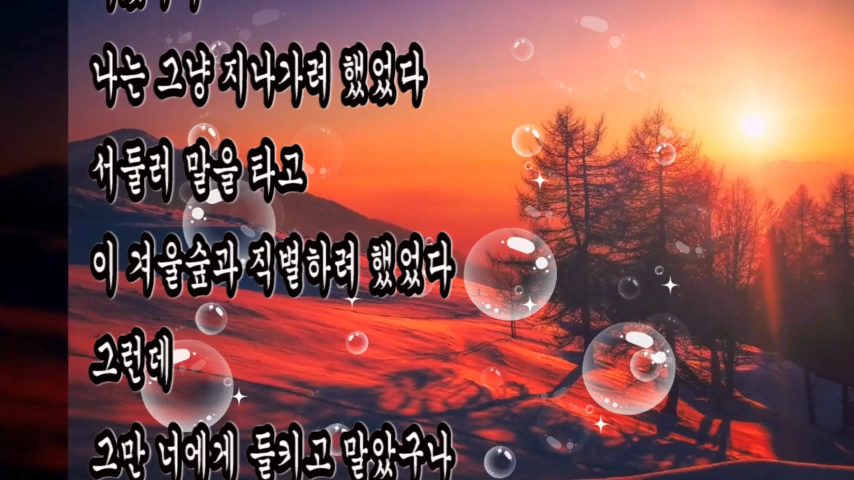 나는 그냥 지나가려 했었다
서둘러 말을 타고
이 겨울숲과 직별하려 했었다
그런데
그만 너에게 들키고 말았구나